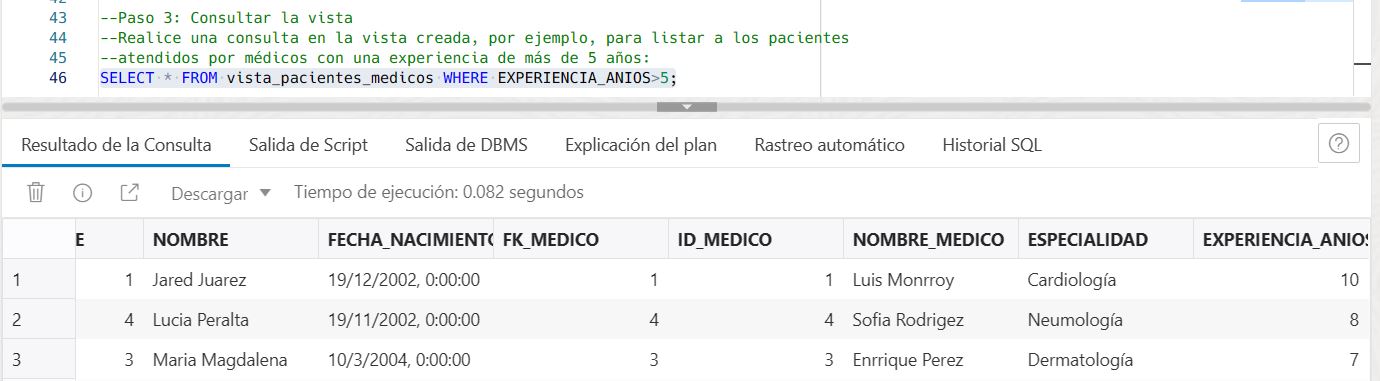 43 --Paso 3: Consultar la vista
44 --Realice una consulta en la vista creada, por ejemplo, para listar a los pacientes
45 --atendidos por médicos con una experiencia de más de 5 años:
46 SELECT * FROM vista_pacientes_medicos WHERE EXPERIENCIA_ANIOS>5;
Resultado de la Consulta Salida de Script Salida de DBMS Explicación del plan Rastreo automático Historial SQL
Descargar Tiempo de ejecución: 0.082 segundos
E NOMBRE FECHA_NACIMIENTO FK_MEDICO ID_MEDICO NOMBRE_MEDICO ESPECIALIDAD EXPERIENCIA_ANIOS
1 1 Jared Juarez 19/12/2002, 0:00:00 1 1 Luis Monrroy Cardiología 10
2 4 Lucia Peralta 19/11/2002, 0:00:00 4 4 Sofia Rodrigez Neumología 8
3 3 Maria Magdalena 10/3/2004, 0:00:00 3 3 Enrrique Perez Dermatología 7